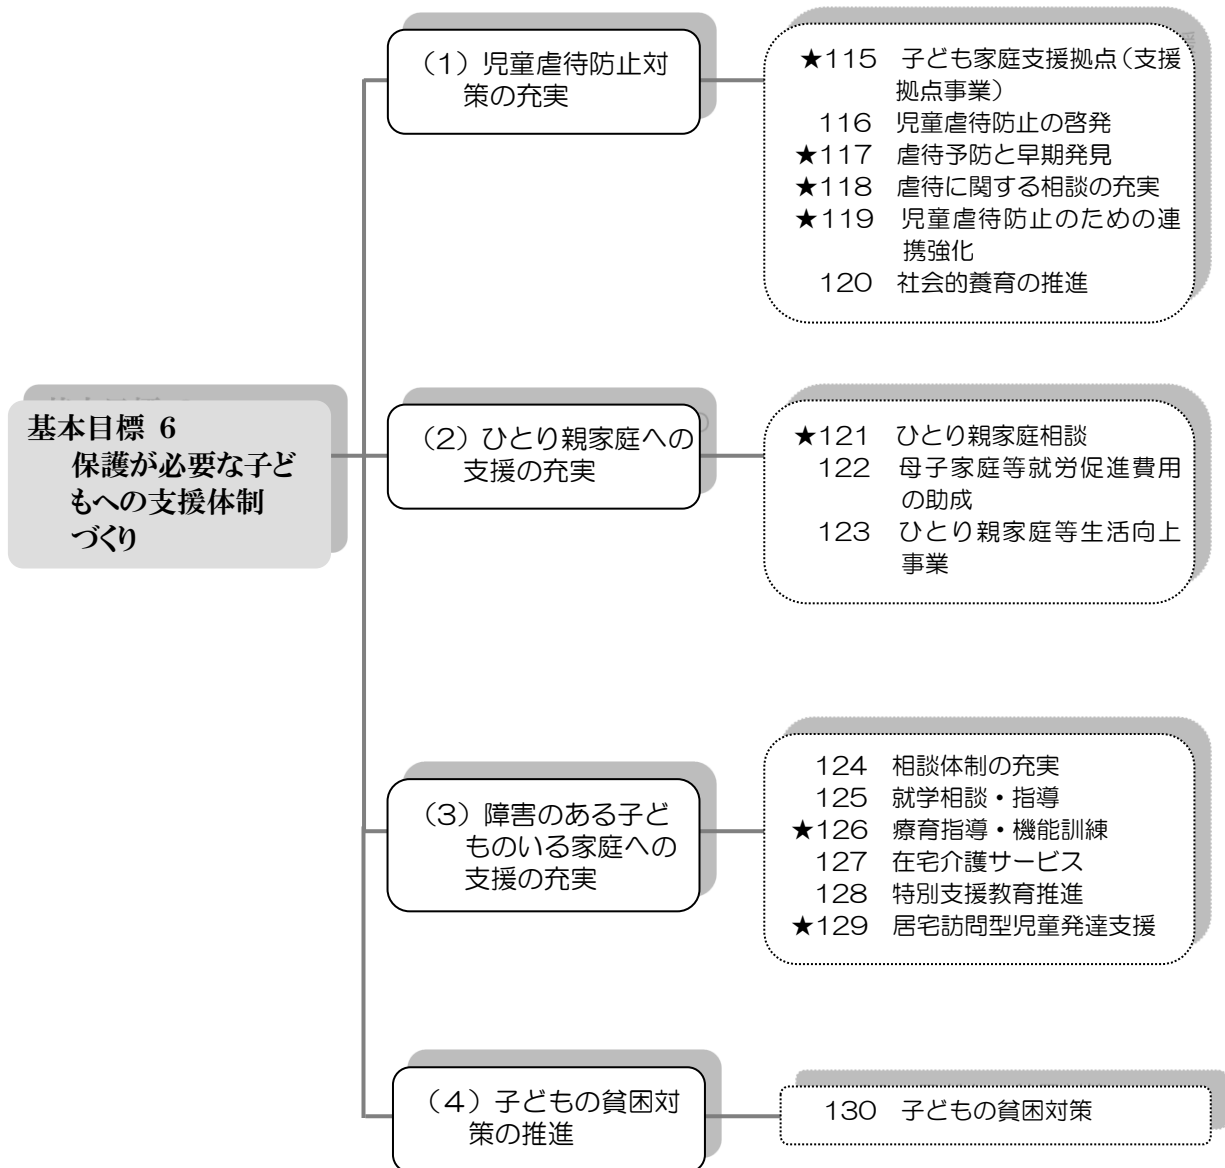 基本目標 6
保護が必要な子ど
もへの支援体制
づくり
（1）児童虐待防止対
策の充実
★115 子ども家庭支援拠点（支援
拠点事業）
116 児童虐待防止の啓発
★117 虐待予防と早期発見
★118 虐待に関する相談の充実
★119 児童虐待防止のための連
携強化
120 社会的養育の推進
（2）ひとり親家庭への
支援の充実
★121 ひとり親家庭相談
122 母子家庭等就労促進費用
の助成
123 ひとり親家庭等生活向上
事業
（3）障害のある子ど
ものいる家庭への
支援の充実
124 相談体制の充実
125 就学相談・指導
★126 療育指導・機能訓練
127 在宅介護サービス
128 特別支援教育推進
★129 居宅訪問型児童発達支援
（4）子どもの貧困対
策の推進
130 子どもの貧困対策